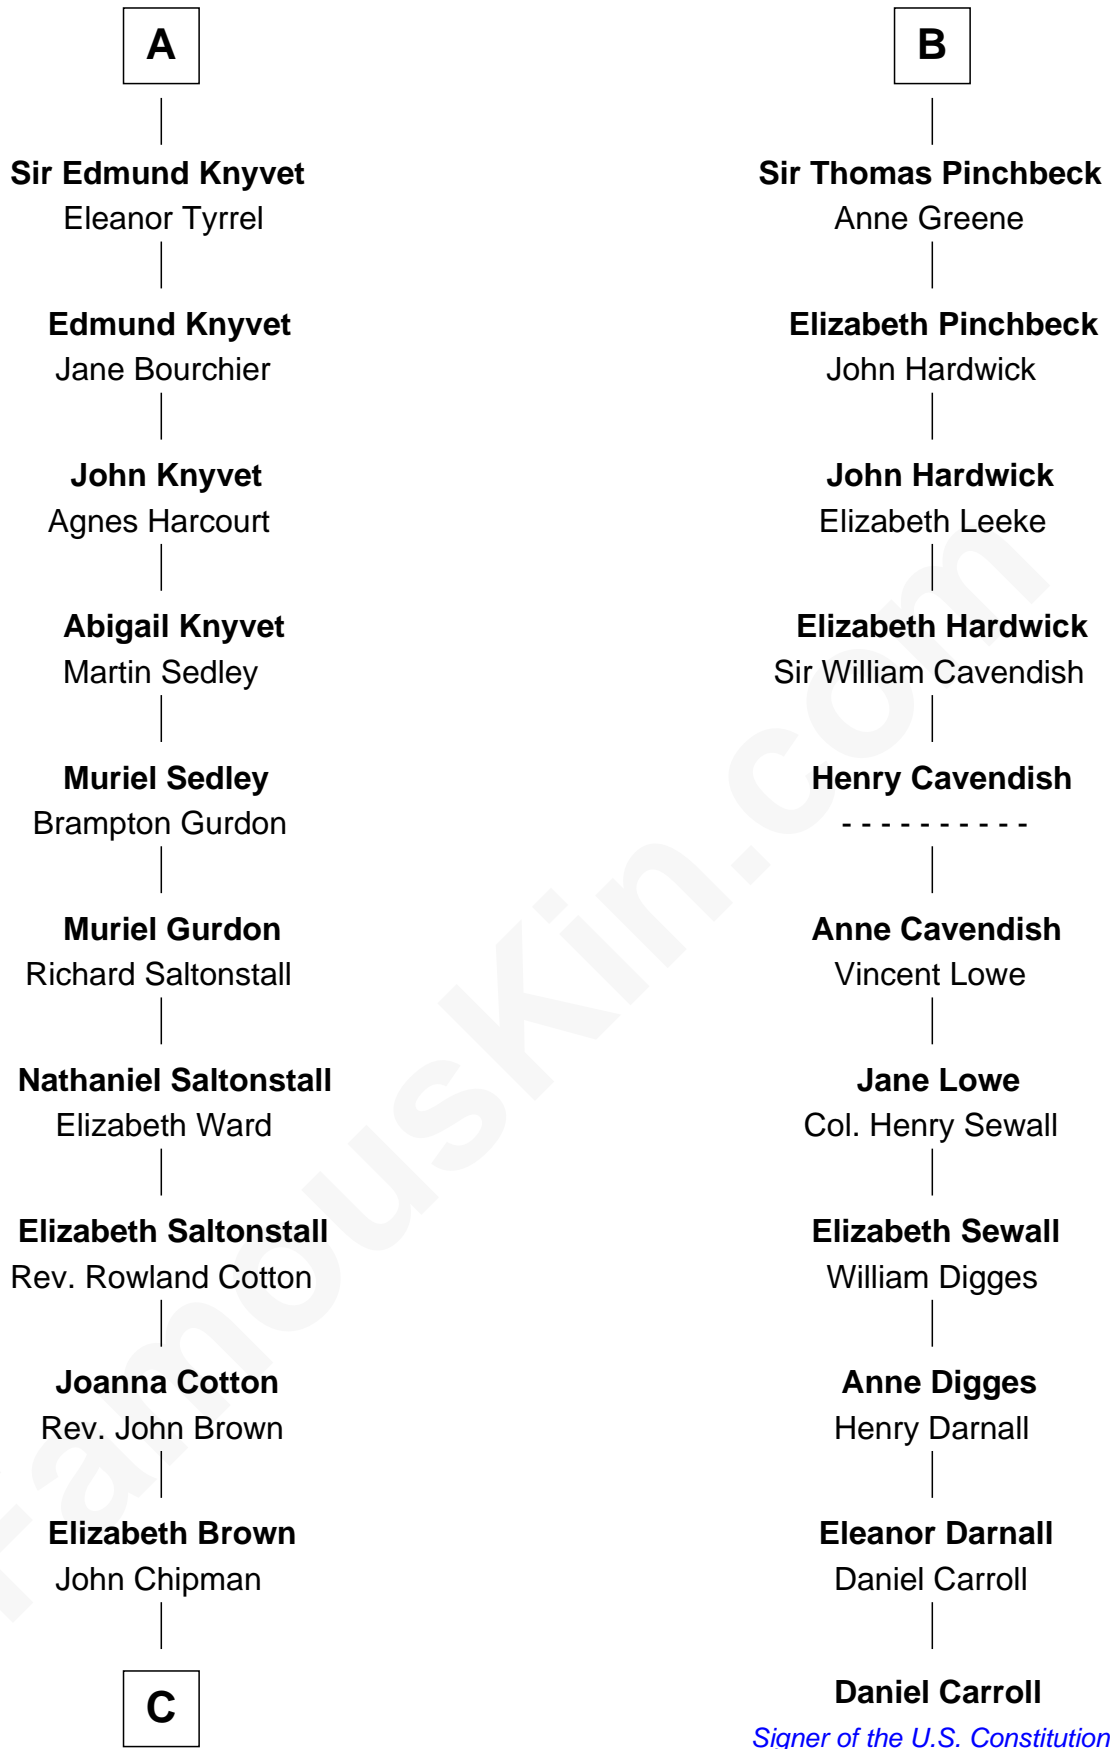 A
Sir Edmund Knyvet
Eleanor Tyrrel
Edmund Knyvet
Jane Bourchier
John Knyvet
Agnes Harcourt
Abigail Knyvet
Martin Sedley
Muriel Sedley
Brampton Gurdon
Muriel Gurdon
Richard Saltonstall
Nathaniel Saltonstall
Elizabeth Ward
Elizabeth Saltonstall
Rev. Rowland Cotton
Joanna Cotton
Rev. John Brown
Elizabeth Brown
John Chipman
C
B
Sir Thomas Pinchbeck
Anne Greene
Elizabeth Pinchbeck
John Hardwick
John Hardwick
Elizabeth Leeke
Elizabeth Hardwick
Sir William Cavendish
Henry Cavendish
- - - - - - - - - -
Anne Cavendish
Vincent Lowe
Jane Lowe
Col. Henry Sewall
Elizabeth Sewall
William Digges
Anne Digges
Henry Darnall
Eleanor Darnall
Daniel Carroll
Daniel Carroll
Signer of the U.S. Constitution
FamousKin.com